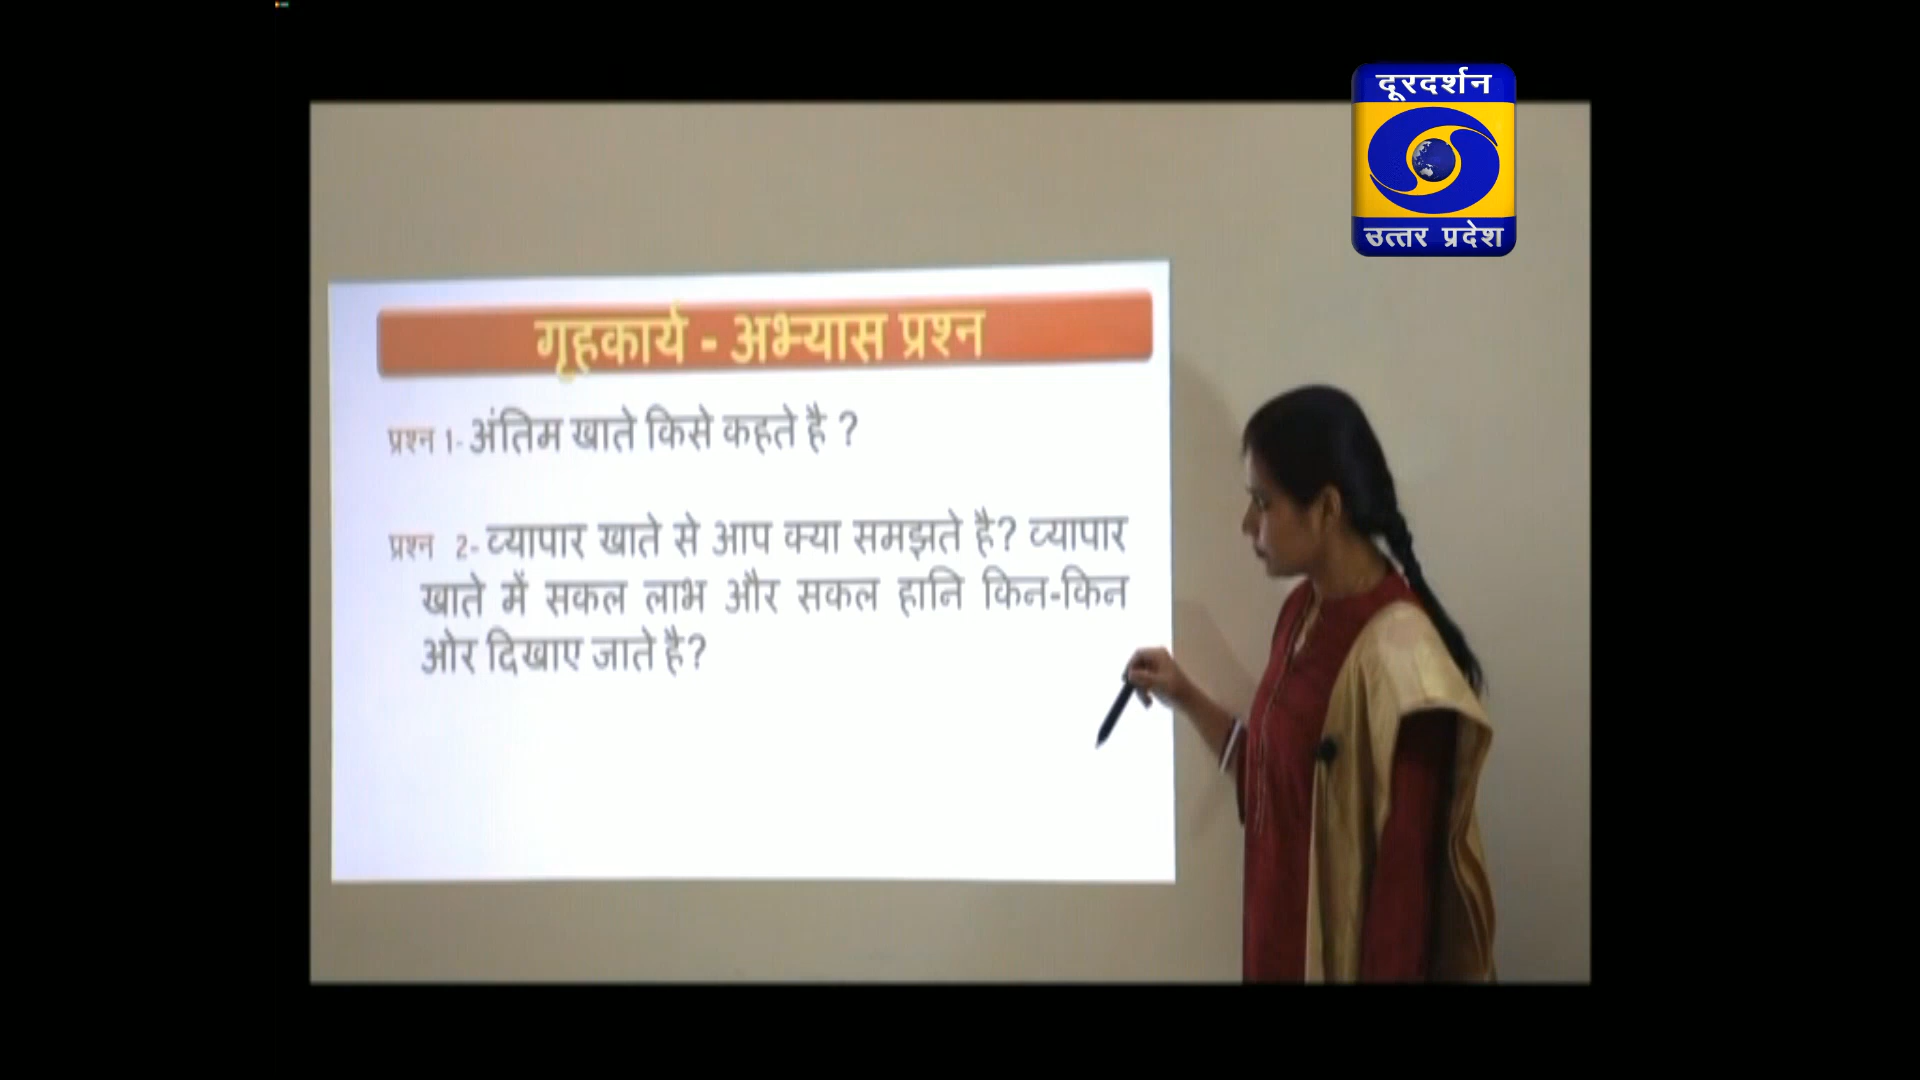 दूरदर्शन
उत्तर प्रदेश
गृहकार्य - अभ्यास प्रश्न
प्रश्न 1- अंतिम खाते किसे कहते है ?
प्रश्न 2- व्यापार खाते से आप क्या समझते है? व्यापार
खाते में सकल लाभ और सकल हानि किन-किन
ओर दिखाए जाते है?